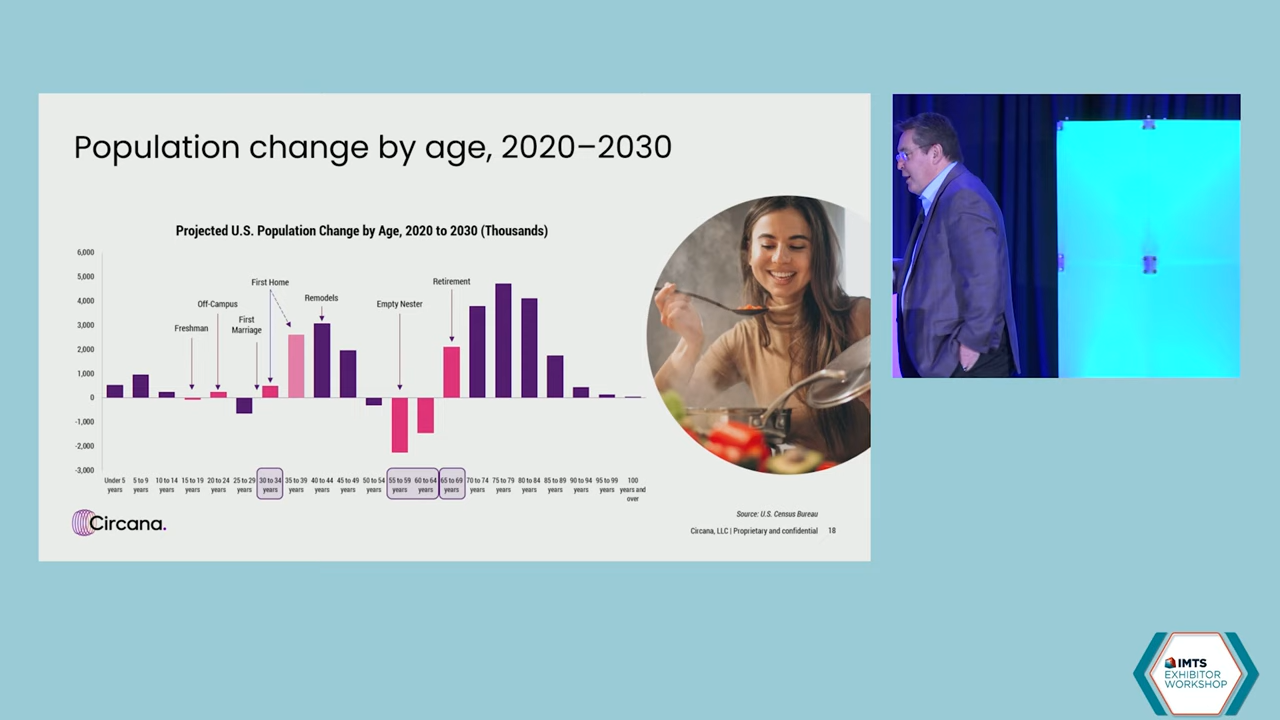 Population change by age, 2020–2030
Projected U.S. Population Change by Age, 2020 to 2030 (Thousands)
6,000
5,000
4,000
3,000
2,000
1,000
0
-1,000
-2,000
-3,000
Freshman
Off-Campus
First
Marriage
First Home
Remodels
Empty Nester
Retirement
Under 5
years
5 to 9
years
10 to 14
years
15 to 19
years
20 to 24
years
25 to 29
years
30 to 34
years
35 to 39
years
40 to 44
years
45 to 49
years
50 to 54
years
55 to 59
years
60 to 64
years
65 to 69
years
70 to 74
years
75 to 79
years
80 to 84
years
85 to 89
years
90 to 94
years
95 to 99
years
100
years and
over
Circana.
Source: U.S. Census Bureau
Circana, LLC | Proprietary and confidential 18
IMTS
EXHIBITOR
WORKSHOP